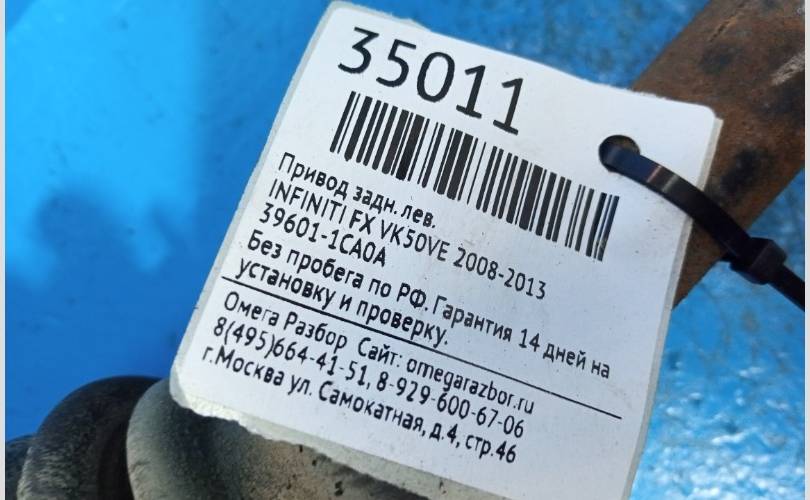 35011
Привод задн. лев.
INFINITI FX VK50VE 2008-2013
39601-1CA0A
Без пробега по РФ. Гарантия 14 дней на
установку и проверку.
Омега Разбор Сайт: omegarazbor.ru
8(495)664-41-51, 8-929-600-67-06
г.Москва ул. Самокатная, д.4, стр.46